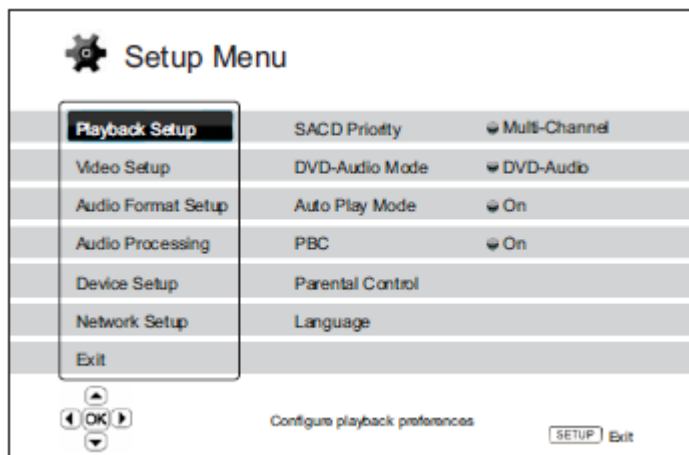 Setup Menu
Playback Setup SACD Priority Multi-Channel
Video Setup DVD-Audio Mode DVD-Audio
Audio Format Setup Auto Play Mode On
Audio Processing PBC On
Device Setup Parental Control
Network Setup Language
Exit
OK Configure playback preferences SETUP Exit